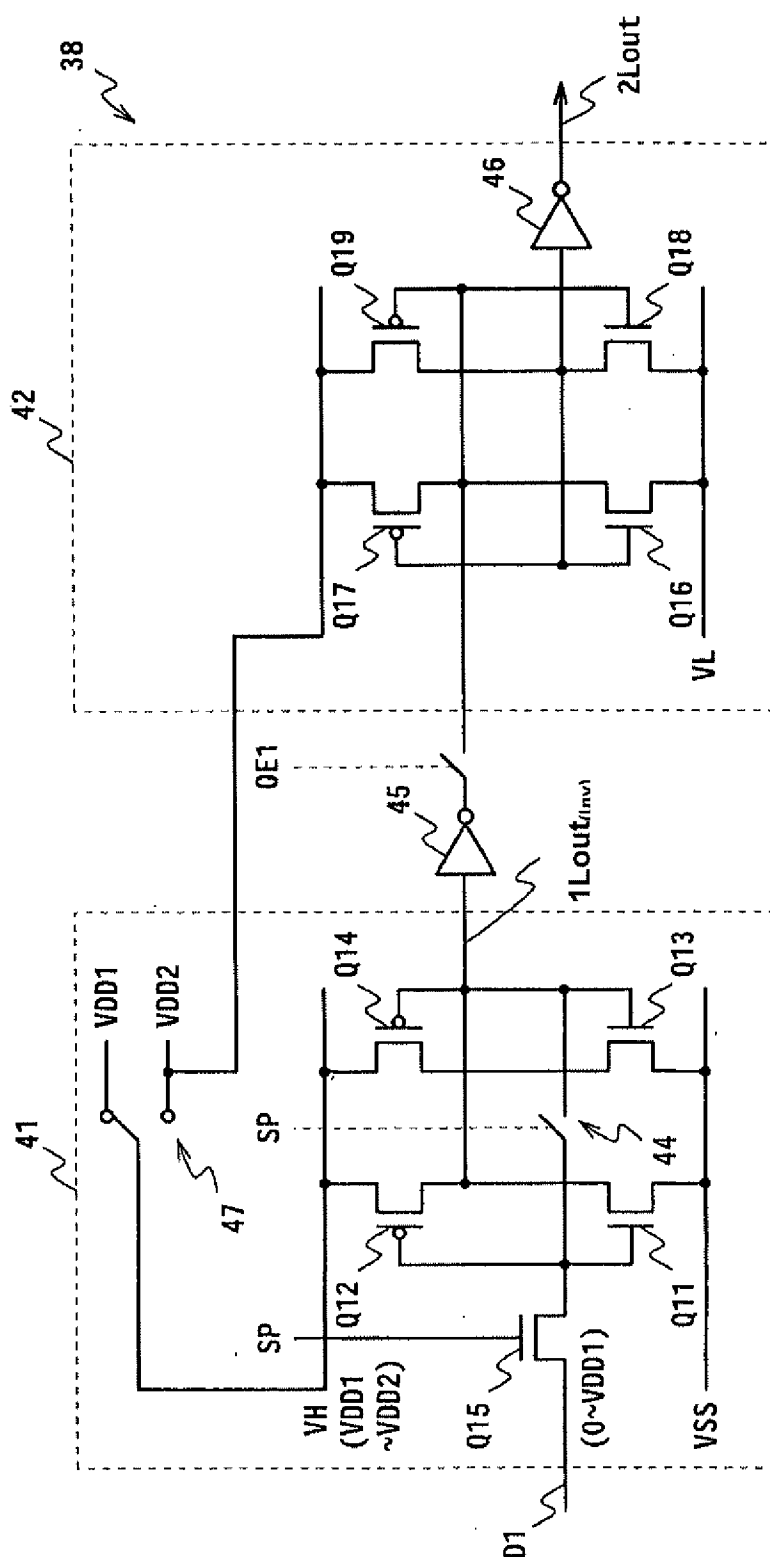 38
41
42
VDD1
VDD2
47
SP
SP
VH
(VDD1
~VDD2)
Q12
Q14
Q15
(0~VDD1)
44
Q11
Q13
VSS
D1
1Lout(inv)
45
OE1
Q17
Q19
Q16
Q18
VL
46
2Lout